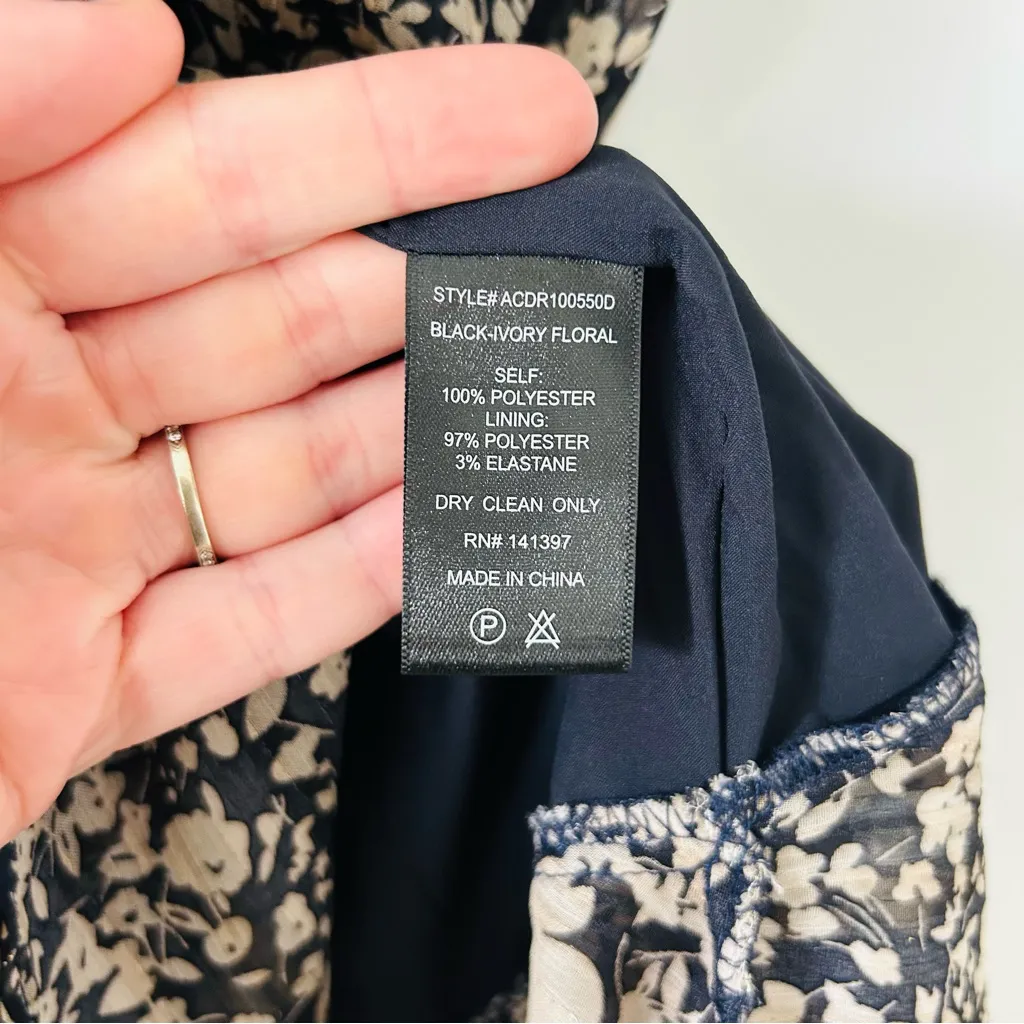 STYLE# ACDR100550D
BLACK-IVORY FLORAL
SELF:
100% POLYESTER
LINING:
97% POLYESTER
3% ELASTANE
DRY CLEAN ONLY
RN# 141397
MADE IN CHINA
P